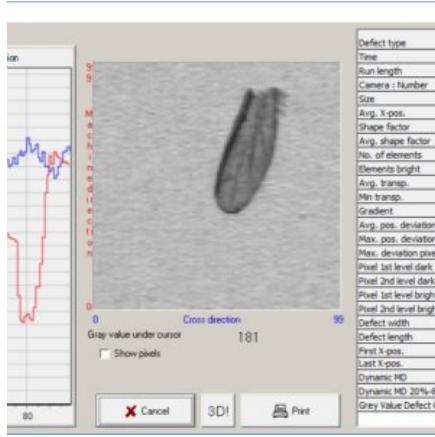 ion
80
99
Machine direction
0
0
Cross direction
99
Gray value under cursor
181
Show pixels
Cancel
3D!
Print
Defect type
Time
Run length
Camera : Number
Size
Avg. X-pos.
Shape factor
Avg. shape factor
No. of elements
Elements bright
Avg. transp.
Min transp.
Gradient
Avg. pos. deviation
Max. pos. deviation
Max. deviation pixe
Pixel 1st level dark
Pixel 2nd level dark
Pixel 1st level brigh
Pixel 2nd level brigh
Defect width
Defect length
First X-pos.
Last X-pos.
Dynamic MD
Dynamic MD 20%-8
Grey Value Defect